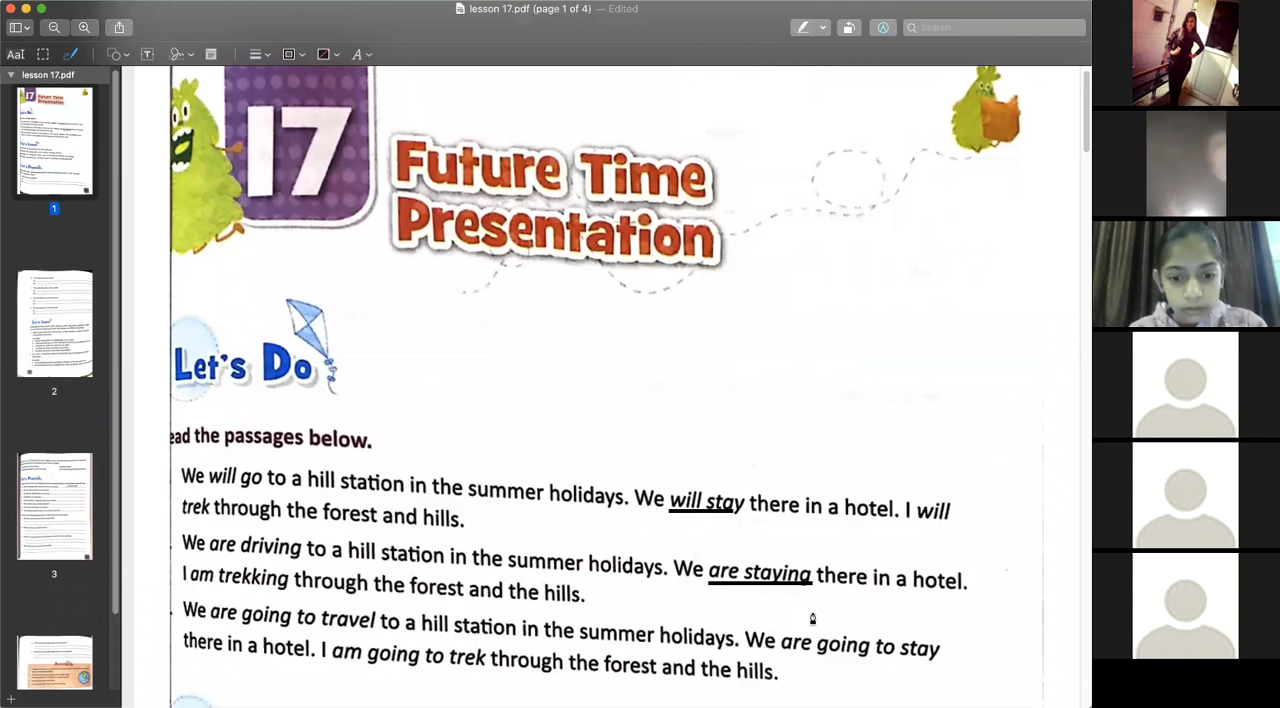 lesson 17.pdf (page 1 of 4) — Edited
Search
AaI
T
A
lesson 17.pdf
1
2
3
17
Future Time
Presentation
Let's Do
ead the passages below.
We will go to a hill station in the summer holidays. We will stay there in a hotel. I will
trek through the forest and hills.
We are driving to a hill station in the summer holidays. We are staying there in a hotel.
I am trekking through the forest and the hills.
We are going to travel to a hill station in the summer holidays. We are going to stay
there in a hotel. I am going to trek through the forest and the hills.